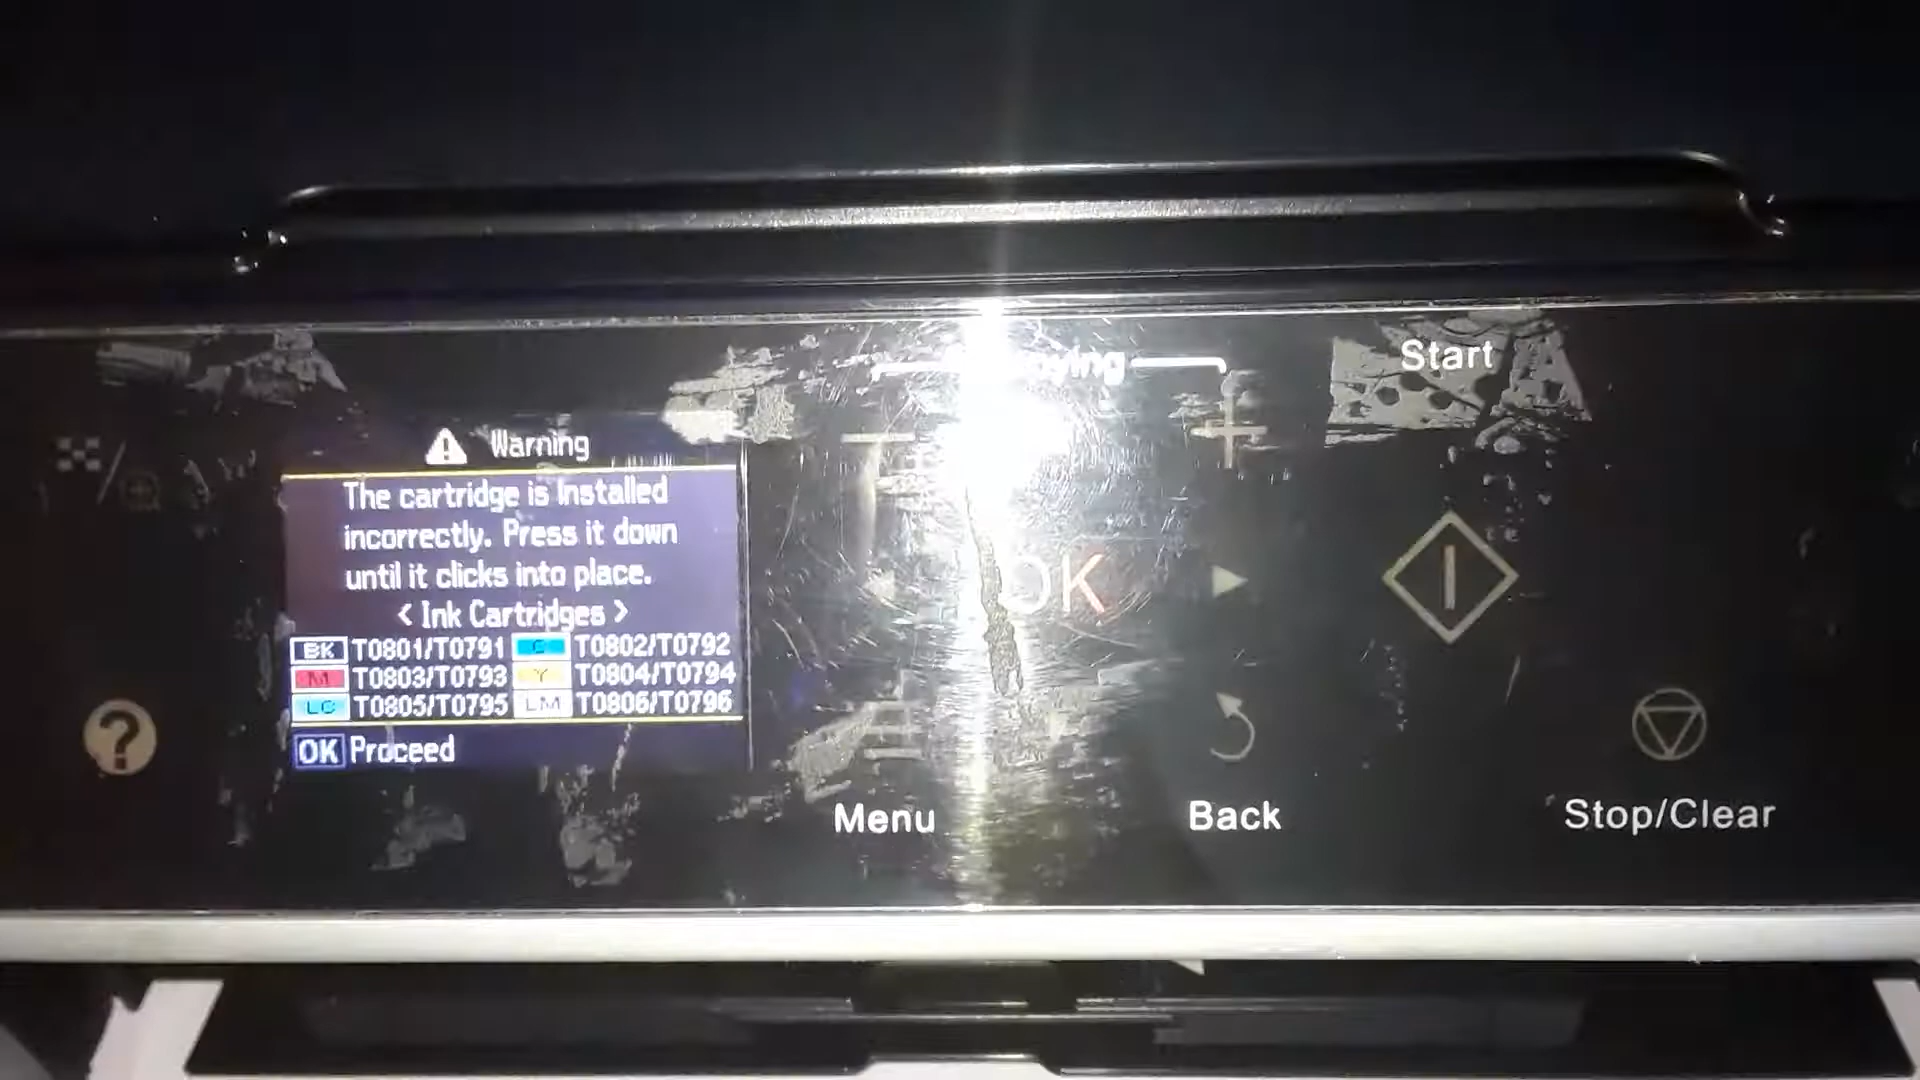 Start
Warning
The cartridge is installed
incorrectly. Press it down
until it clicks into place.
< Ink Cartridges >
BK T0801/T0791 C T0802/T0792
M T0803/T0793 Y T0804/T0794
LC T0805/T0795 LM T0806/T0796
OK Proceed
OK
?
Menu
Back
Stop/Clear